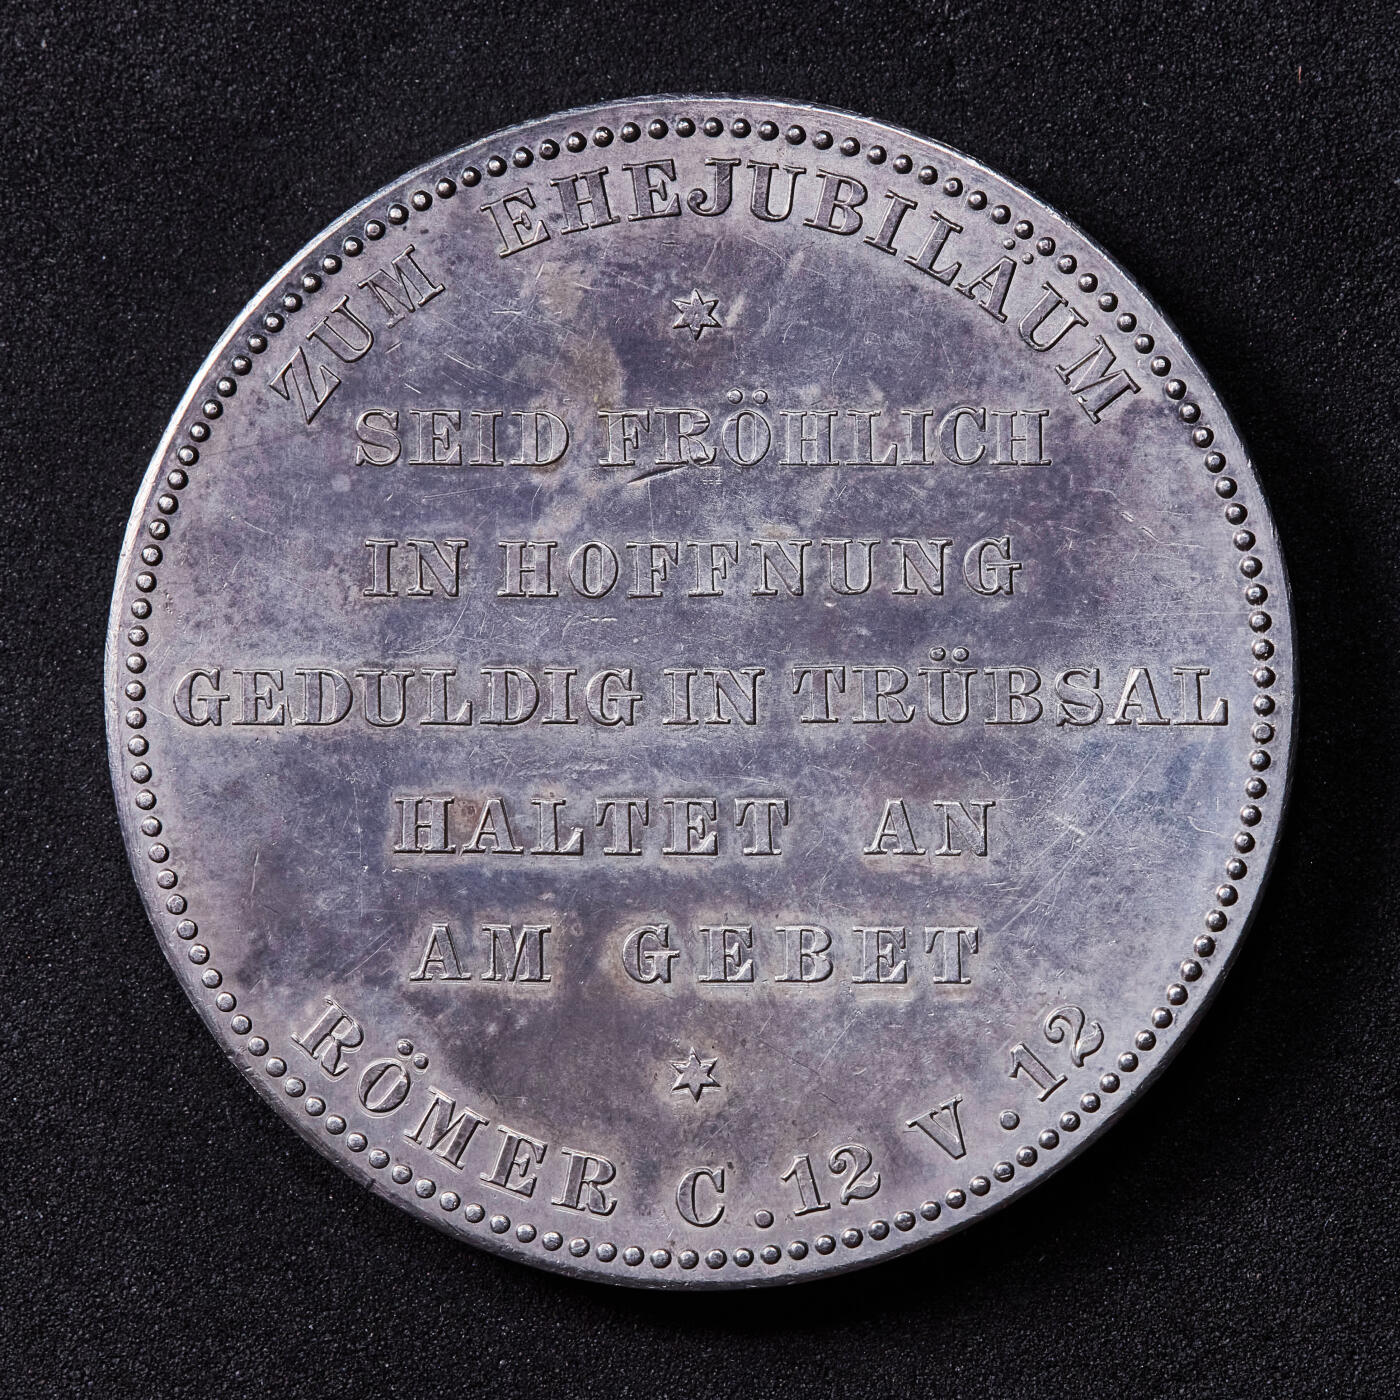 ZUM EHEJUBILÄUM
SEID FRÖHLICH
IN HOFFNUNG
GEDULDIG IN TRÜBSAL
HALTET AN
AM GEBET
RÖMER C. 12 V. 12